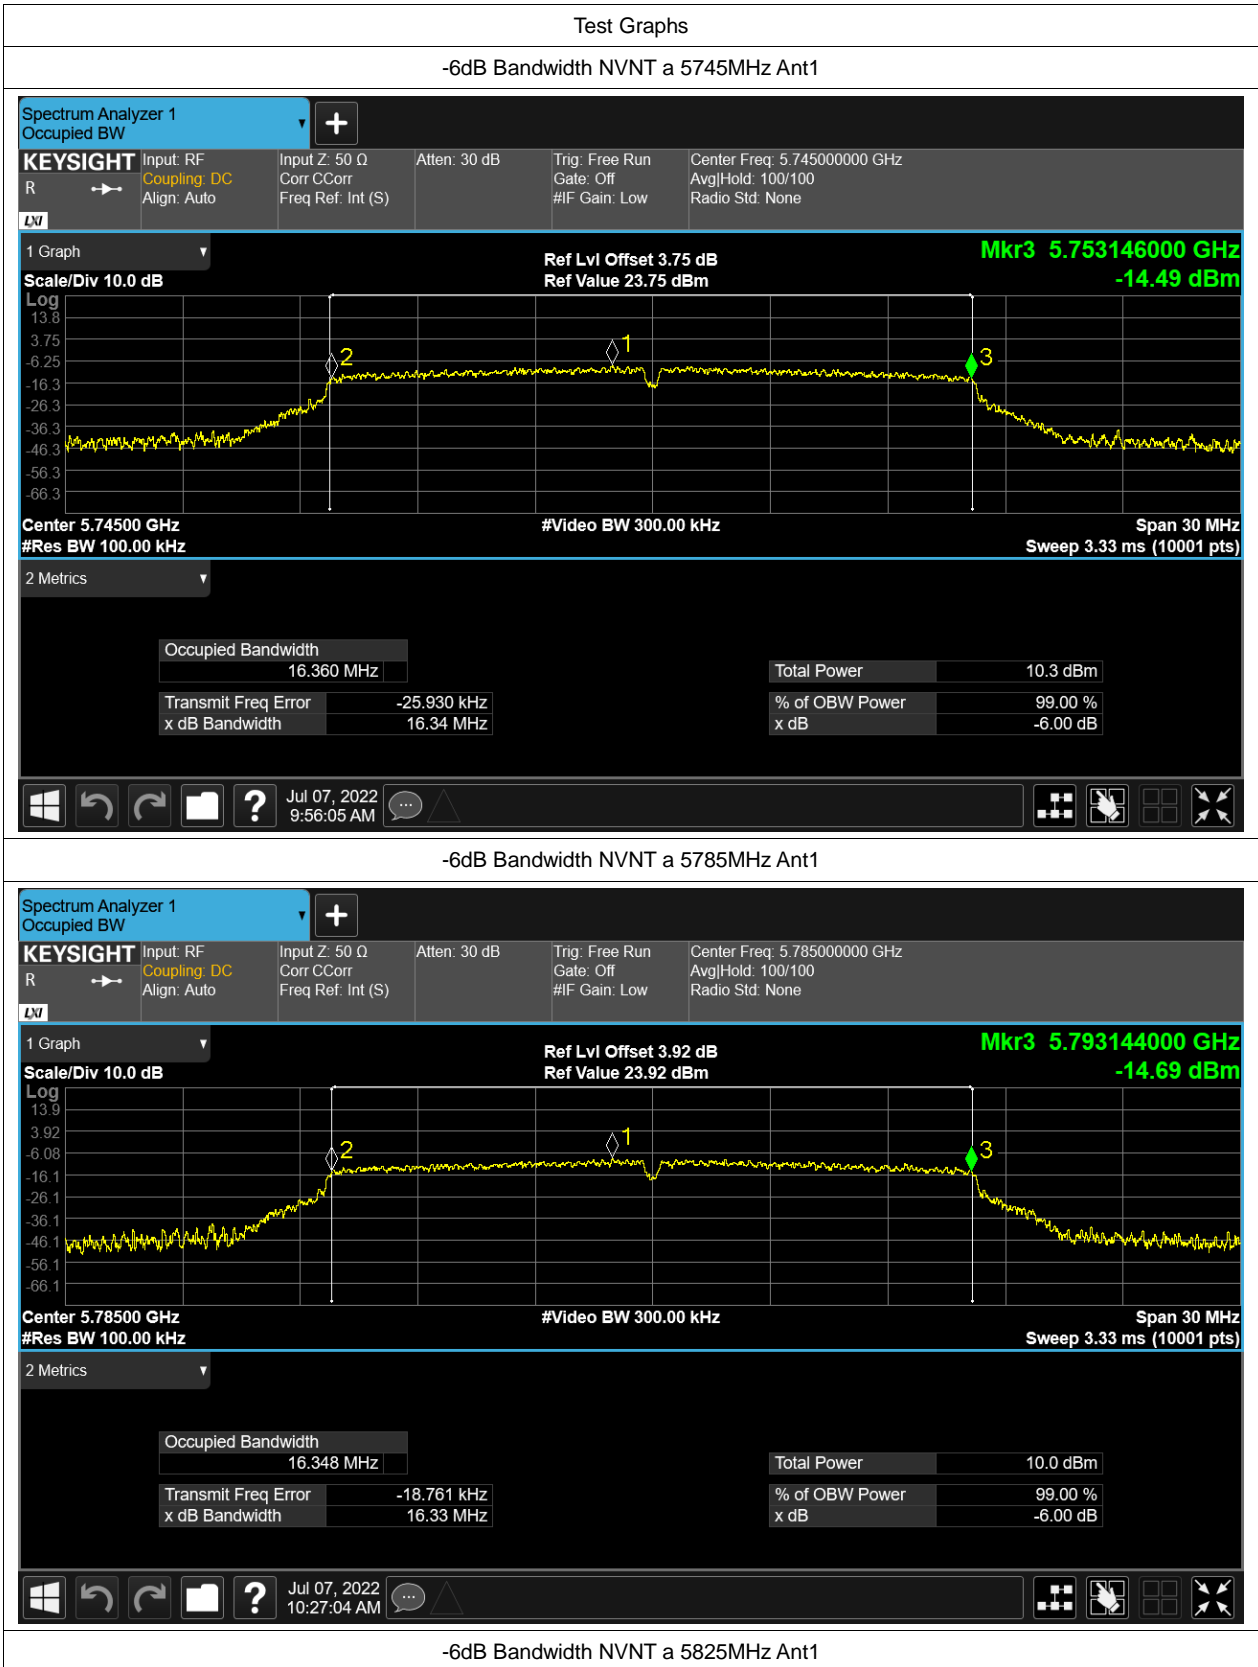 Test Graphs
-6dB Bandwidth NVNT a 5745MHz Ant1
Spectrum Analyzer 1
Occupied BW
KEYSIGHT Input: RF Input Z: 50 Ω Atten: 30 dB Trig: Free Run Center Freq: 5.745000000 GHz
R Coupling: DC Corr CCorr Gate: Off Avg|Hold: 100/100
Align: Auto Freq Ref: Int (S) #IF Gain: Low Radio Std: None
LXI
1 Graph Ref Lvl Offset 3.75 dB Mkr3 5.753146000 GHz
Scale/Div 10.0 dB Ref Value 23.75 dBm -14.49 dBm
Log
13.8
3.75
-6.25
-16.3
-26.3
-36.3
-46.3
-56.3
-66.3
2 1 3
Center 5.74500 GHz #Video BW 300.00 kHz Span 30 MHz
#Res BW 100.00 kHz Sweep 3.33 ms (10001 pts)
2 Metrics
Occupied Bandwidth
16.360 MHz Total Power 10.3 dBm
Transmit Freq Error -25.930 kHz % of OBW Power 99.00 %
x dB Bandwidth 16.34 MHz x dB -6.00 dB
? Jul 07, 2022
9:56:05 AM
-6dB Bandwidth NVNT a 5785MHz Ant1
Spectrum Analyzer 1
Occupied BW
KEYSIGHT Input: RF Input Z: 50 Ω Atten: 30 dB Trig: Free Run Center Freq: 5.785000000 GHz
R Coupling: DC Corr CCorr Gate: Off Avg|Hold: 100/100
Align: Auto Freq Ref: Int (S) #IF Gain: Low Radio Std: None
LXI
1 Graph Ref Lvl Offset 3.92 dB Mkr3 5.793144000 GHz
Scale/Div 10.0 dB Ref Value 23.92 dBm -14.69 dBm
Log
13.9
3.92
-6.08
-16.1
-26.1
-36.1
-46.1
-56.1
-66.1
2 1 3
Center 5.78500 GHz #Video BW 300.00 kHz Span 30 MHz
#Res BW 100.00 kHz Sweep 3.33 ms (10001 pts)
2 Metrics
Occupied Bandwidth
16.348 MHz Total Power 10.0 dBm
Transmit Freq Error -18.761 kHz % of OBW Power 99.00 %
x dB Bandwidth 16.33 MHz x dB -6.00 dB
? Jul 07, 2022
10:27:04 AM
-6dB Bandwidth NVNT a 5825MHz Ant1